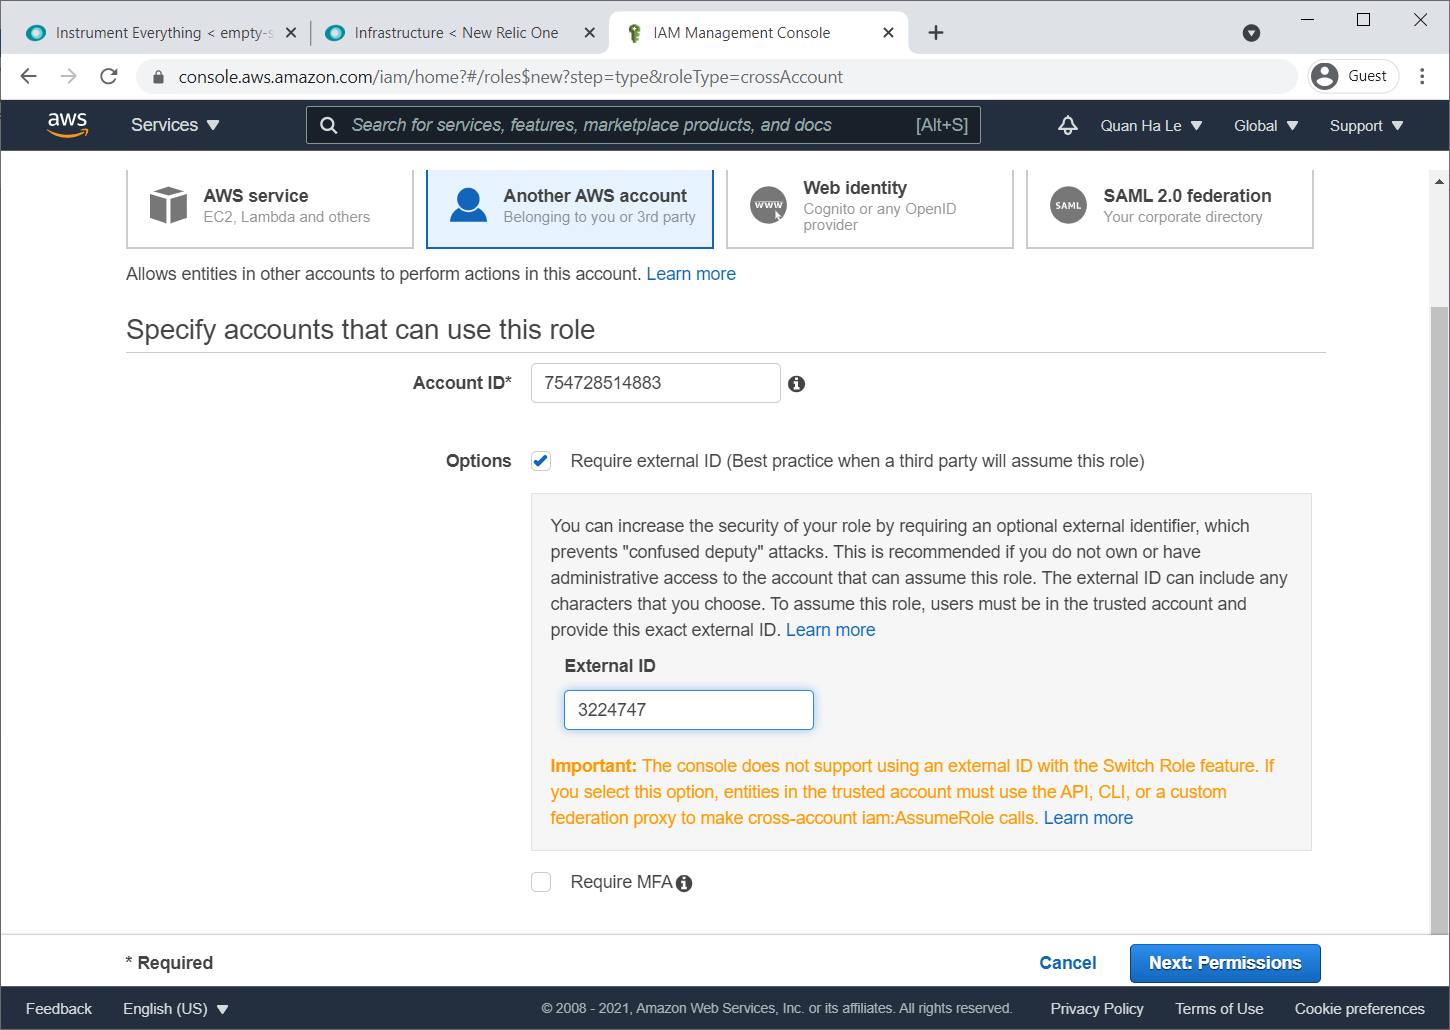 Instrument Everything < empty-s
Infrastructure < New Relic One
IAM Management Console
console.aws.amazon.com/iam/home?#/roles$new?step=type&roleType=crossAccount
Guest
aws
Services
Search for services, features, marketplace products, and docs [Alt+S]
Quan Ha Le
Global
Support
AWS service
EC2, Lambda and others
Another AWS account
Belonging to you or 3rd party
www
Web identity
Cognito or any OpenID
provider
SAML
SAML 2.0 federation
Your corporate directory
Allows entities in other accounts to perform actions in this account. Learn more
Specify accounts that can use this role
Account ID* 754728514883
Options Require external ID (Best practice when a third party will assume this role)
You can increase the security of your role by requiring an optional external identifier, which
prevents "confused deputy" attacks. This is recommended if you do not own or have
administrative access to the account that can assume this role. The external ID can include any
characters that you choose. To assume this role, users must be in the trusted account and
provide this exact external ID. Learn more
External ID
3224747
Important: The console does not support using an external ID with the Switch Role feature. If
you select this option, entities in the trusted account must use the API, CLI, or a custom
federation proxy to make cross-account iam:AssumeRole calls. Learn more
Require MFA
* Required
Cancel
Next: Permissions
Feedback
English (US)
© 2008 - 2021, Amazon Web Services, Inc. or its affiliates. All rights reserved.
Privacy Policy
Terms of Use
Cookie preferences